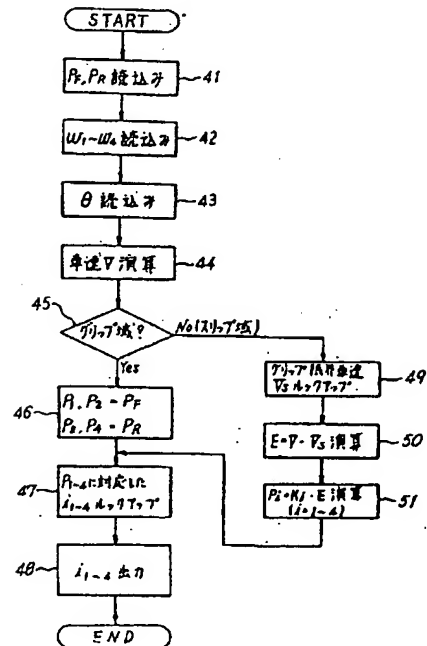 START
PF, PR 読込み
41
ω1~ω4 読込み
42
θ 読込み
43
車速V 演算
44
45
グリップ域?
No(スリップ域)
Yes
46
P1, P2 = PF
P3, P4 = PR
グリップ限界車速
VS ルックアップ
49
E=V-VS 演算
50
47
P1~4に対応した
i1~4 ルックアップ
Pi=Ki・E 演算
(i=1~4)
51
48
i1~4 出力
END